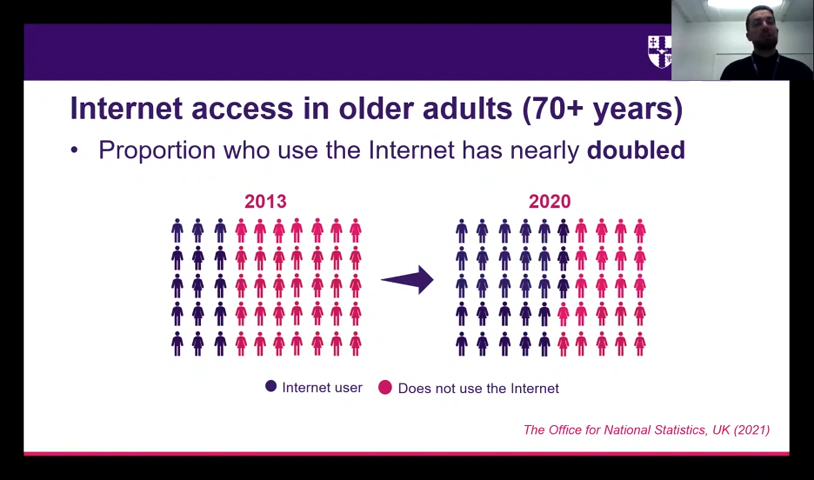 Internet access in older adults (70+ years)
• Proportion who use the Internet has nearly doubled
2013
2020
Internet user
Does not use the Internet
The Office for National Statistics, UK (2021)